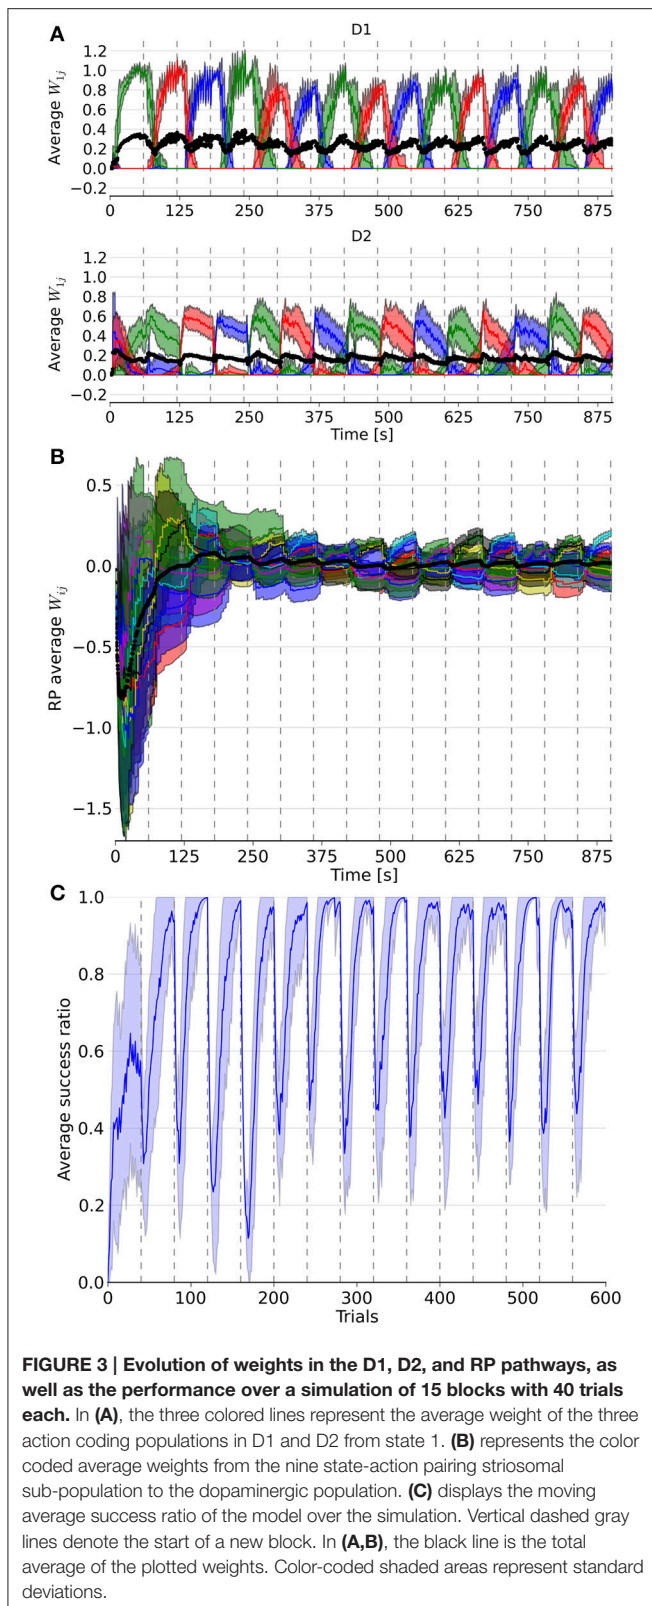 A
D1
1.2
1.0
0.8
0.6
0.4
0.2
0.0
−0.2
Average W1j
0 125 250 375 500 625 750 875
D2
1.2
1.0
0.8
0.6
0.4
0.2
0.0
−0.2
Average W1j
0 125 250 375 500 625 750 875
Time [s]
B
0.5
0.0
−0.5
−1.0
−1.5
RP average Wij
0 125 250 375 500 625 750 875
Time [s]
C
1.0
0.8
0.6
0.4
0.2
0.0
Average success ratio
0 100 200 300 400 500 600
Trials
FIGURE 3 | Evolution of weights in the D1, D2, and RP pathways, as
well as the performance over a simulation of 15 blocks with 40 trials
each. In (A), the three colored lines represent the average weight of the three
action coding populations in D1 and D2 from state 1. (B) represents the color
coded average weights from the nine state-action pairing striosomal
sub-population to the dopaminergic population. (C) displays the moving
average success ratio of the model over the simulation. Vertical dashed gray
lines denote the start of a new block. In (A,B), the black line is the total
average of the plotted weights. Color-coded shaded areas represent standard
deviations.